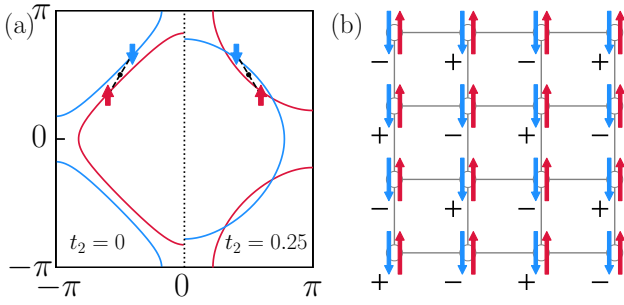 (a)
π
0
−π
−π
0
π
t₂ = 0
t₂ = 0.25
(b)
− + − +
+ − + −
− + − +
+ − + −